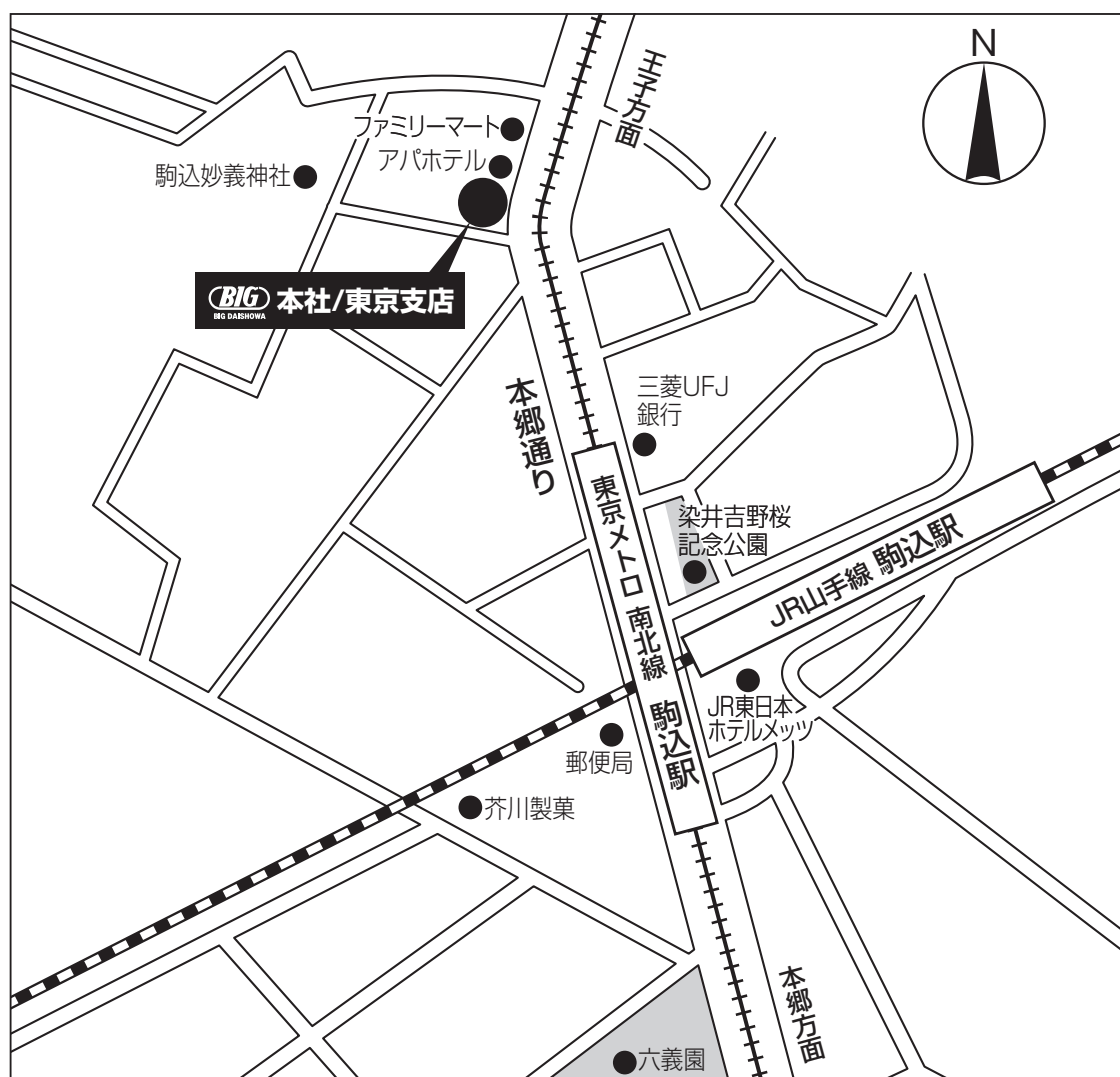 N
王子方面
ファミリーマート
アパホテル
駒込妙義神社
BIG
BIG DAISHOWA
本社/東京支店
本郷通り
三菱UFJ
銀行
東京メトロ 南北線 駒込駅
染井吉野桜
記念公園
JR山手線 駒込駅
JR東日本
ホテルメッツ
郵便局
芥川製菓
本郷方面
六義園